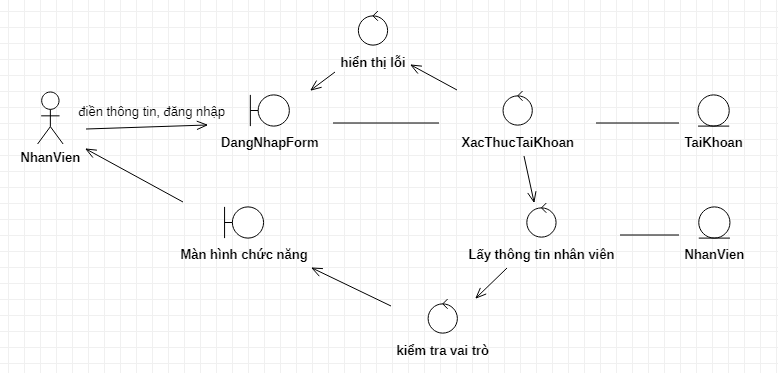 hiển thị lỗi
điền thông tin, đăng nhập
NhanVien
DangNhapForm
XacThucTaiKhoan
TaiKhoan
Màn hình chức năng
Lấy thông tin nhân viên
NhanVien
kiểm tra vai trò